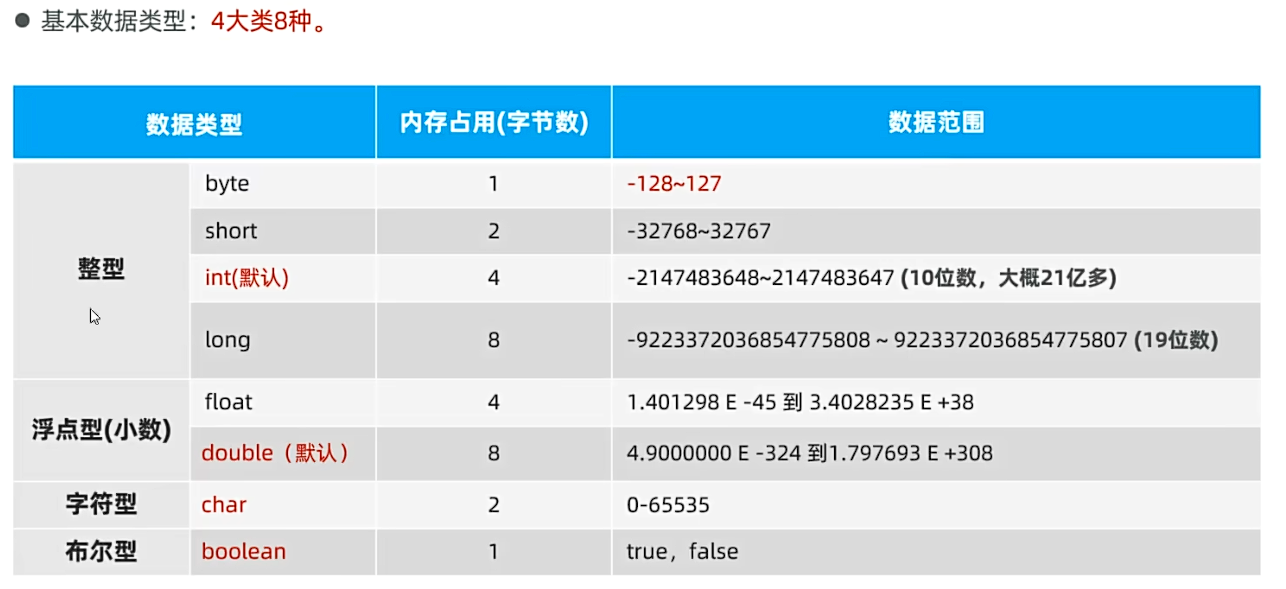 ● 基本数据类型：4大类8种。
数据类型 内存占用(字节数) 数据范围
整型
byte 1 -128~127
short 2 -32768~32767
int(默认) 4 -2147483648~2147483647 (10位数，大概21亿多)
long 8 -9223372036854775808 ~ 9223372036854775807 (19位数)
浮点型(小数)
float 4 1.401298 E -45 到 3.4028235 E +38
double（默认） 8 4.9000000 E -324 到1.797693 E +308
字符型 char 2 0-65535
布尔型 boolean 1 true，false